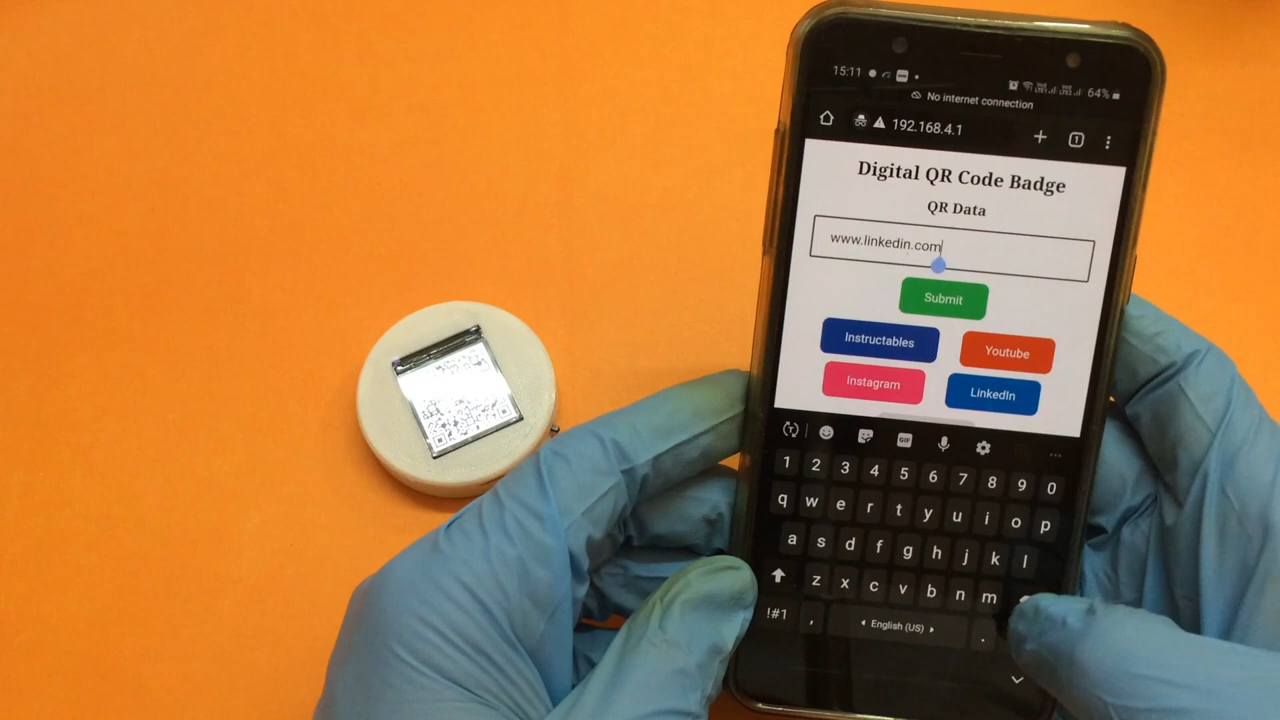 15:11 64%
No internet connection
192.168.4.1 1
Digital QR Code Badge
QR Data
www.linkedin.com
Submit
Instructables Youtube
Instagram LinkedIn
GIF
1 2 3 4 5 6 7 8 9 0
q w e r t y u i o p
a s d f g h j k l
z x c v b n m
!#1 , English (US) .